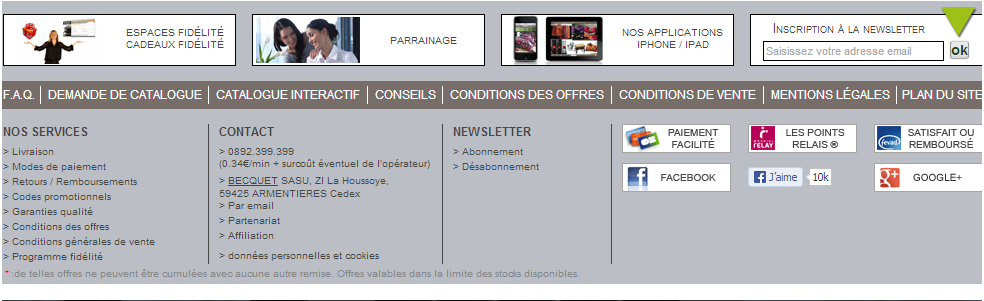 ESPACES FIDÉLITÉ
CADEAUX FIDÉLITÉ
PARRAINAGE
NOS APPLICATIONS
IPHONE / IPAD
INSCRIPTION À LA NEWSLETTER
Saisissez votre adresse email
ok
F.A.Q. DEMANDE DE CATALOGUE CATALOGUE INTERACTIF CONSEILS CONDITIONS DES OFFRES CONDITIONS DE VENTE MENTIONS LÉGALES PLAN DU SITE
NOS SERVICES
> Livraison
> Modes de paiement
> Retours / Remboursements
> Codes promotionnels
> Garanties qualité
> Conditions des offres
> Conditions générales de vente
> Programme fidélité
CONTACT
> 0892.399.399
(0.34€/min + surcoût éventuel de l'opérateur)
> BECQUET SASU, ZI La Houssoye,
59425 ARMENTIERES Cedex
> Par email
> Partenariat
> Affiliation
> données personnelles et cookies
NEWSLETTER
> Abonnement
> Désabonnement
PAIEMENT
FACILITÉ
RELAY
LES POINTS
RELAIS ®
fevad
SATISFAIT OU
REMBOURSÉ
f FACEBOOK
f J'aime 10k
g+ GOOGLE+
* :de telles offres ne peuvent être cumulées avec aucune autre remise. Offres valables dans la limite des stocks disponibles.